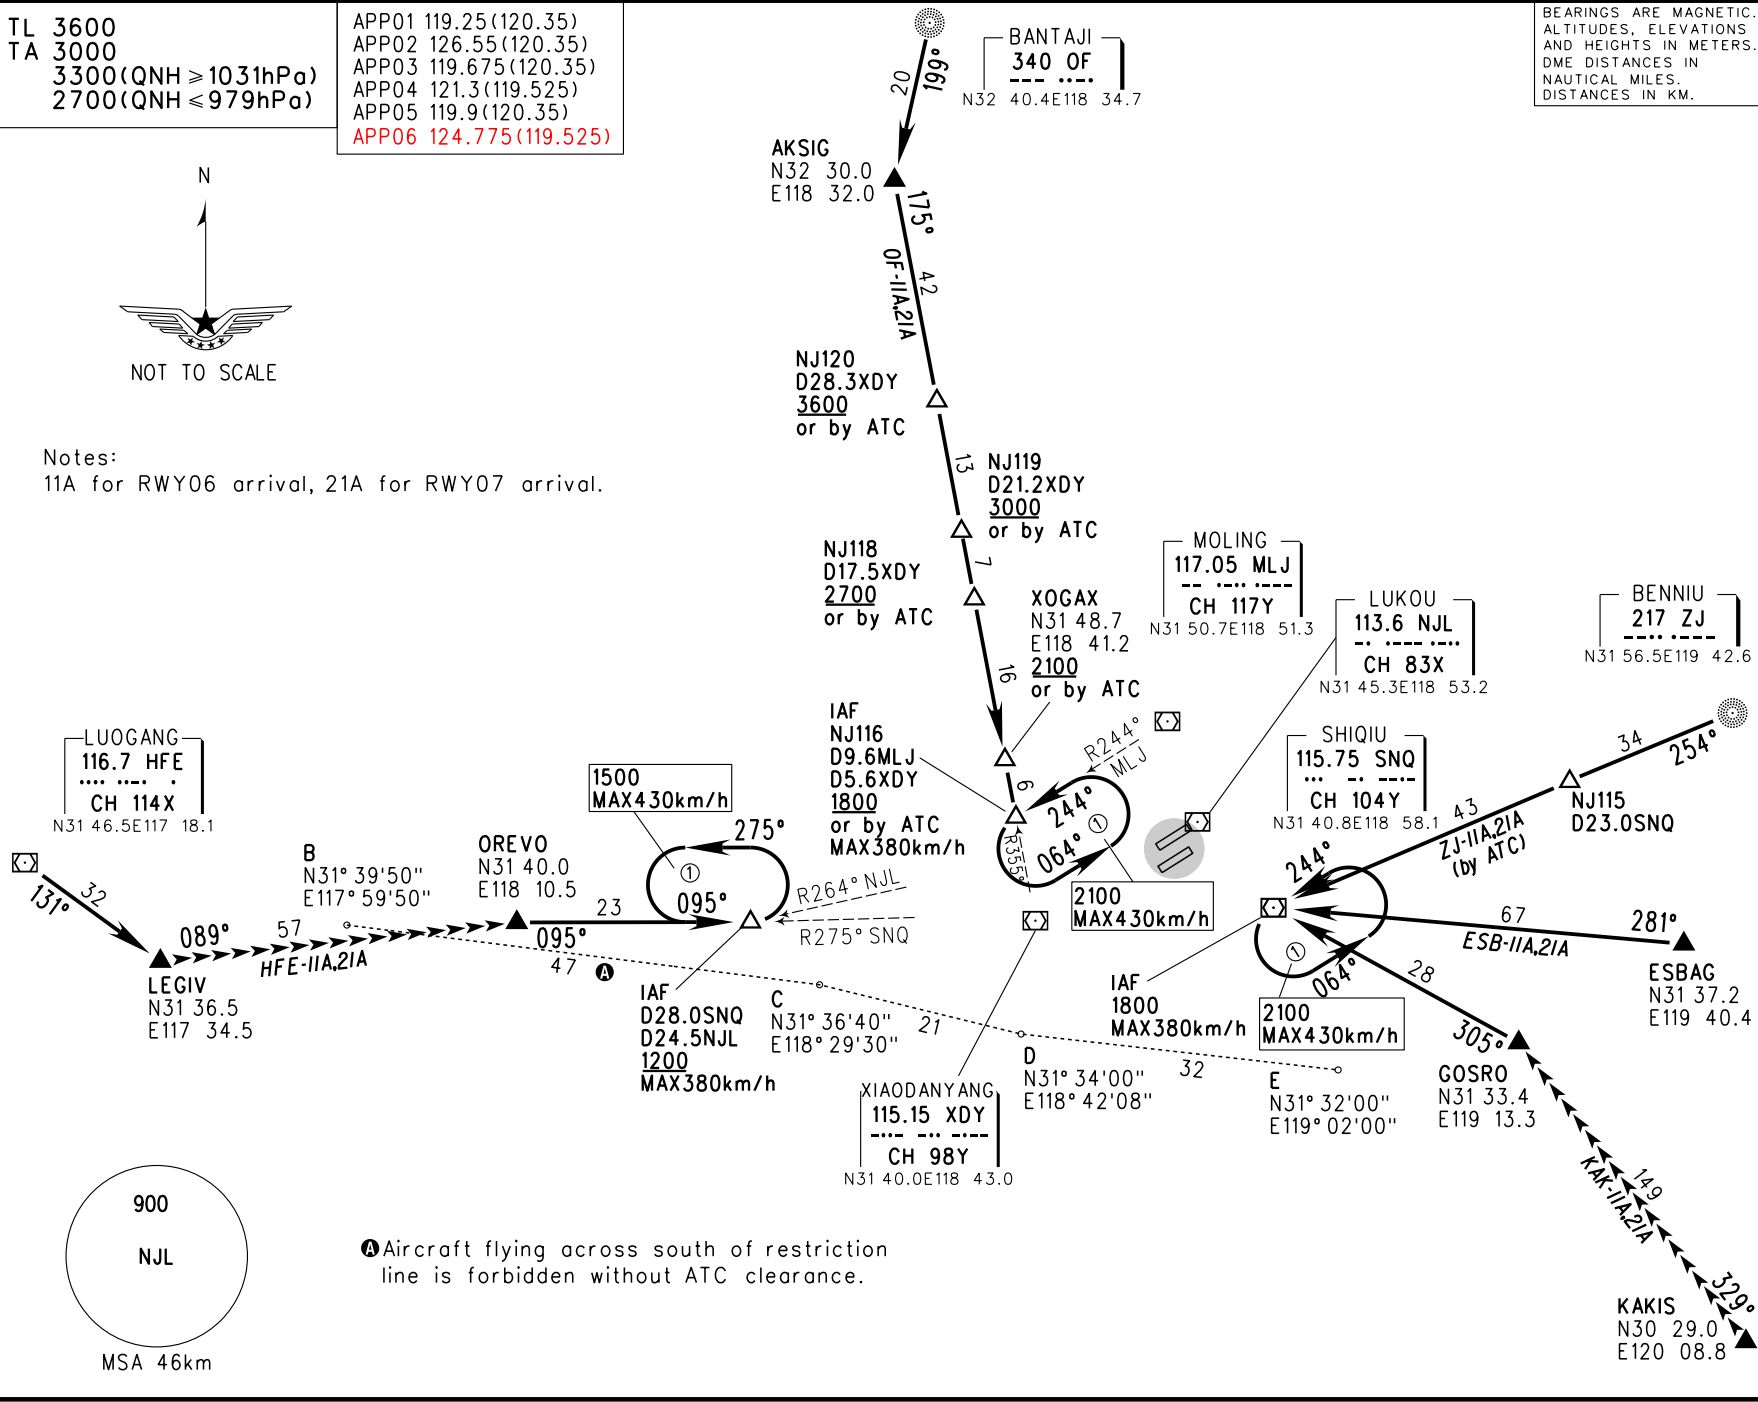 TL 3600
TA 3000
3300(QNH ≥1031hPa)
2700(QNH ≤979hPa)
APP01 119.25(120.35)
APP02 126.55(120.35)
APP03 119.675(120.35)
APP04 121.3(119.525)
APP05 119.9(120.35)
APP06 124.775(119.525)
BEARINGS ARE MAGNETIC.
ALTITUDES, ELEVATIONS
AND HEIGHTS IN METERS.
DME DISTANCES IN
NAUTICAL MILES.
DISTANCES IN KM.
BANTAJI
340 OF
N32 40.4E118 34.7
20
199°
AKSIG
N32 30.0
E118 32.0
175°
42
OF-11A,21A
N
NOT TO SCALE
NJ120
D28.3XDY
3600
or by ATC
Notes:
11A for RWY06 arrival, 21A for RWY07 arrival.
13
NJ119
D21.2XDY
3000
or by ATC
NJ118
D17.5XDY
2700
or by ATC
7
XOGAX
N31 48.7
E118 41.2
2100
or by ATC
16
MOLING
117.05 MLJ
CH 117Y
N31 50.7E118 51.3
LUKOU
113.6 NJL
CH 83X
N31 45.3E118 53.2
BENNIU
217 ZJ
N31 56.5E119 42.6
IAF
NJ116
D9.6MLJ
D5.6XDY
1800
or by ATC
MAX380km/h
6
R244°
MLJ
244°
064°
1
R355°
2100
MAX430km/h
SHIQIU
115.75 SNQ
CH 104Y
N31 40.8E118 58.1
34
254°
NJ115
D23.0SNQ
43
ZJ-11A,21A
(by ATC)
244°
LUOGANG
116.7 HFE
CH 114X
N31 46.5E117 18.1
32
131°
LEGIV
N31 36.5
E117 34.5
089°
57
HFE-11A,21A
B
N31° 39'50"
E117° 59'50"
OREVO
N31 40.0
E118 10.5
1500
MAX430km/h
275°
1
23
095°
095°
R264° NJL
R275° SNQ
47
A
IAF
D28.0SNQ
D24.5NJL
1200
MAX380km/h
C
N31° 36'40"
E118° 29'30"
21
D
N31° 34'00"
E118° 42'08"
32
E
N31° 32'00"
E119° 02'00"
XIAODANYANG
115.15 XDY
CH 98Y
N31 40.0E118 43.0
IAF
1800
MAX380km/h
1
064°
2100
MAX430km/h
67
281°
ESB-11A,21A
ESBAG
N31 37.2
E119 40.4
28
305°
GOSRO
N31 33.4
E119 13.3
149
KAK-11A,21A
329°
KAKIS
N30 29.0
E120 08.8
900
NJL
MSA 46km
A Aircraft flying across south of restriction
line is forbidden without ATC clearance.